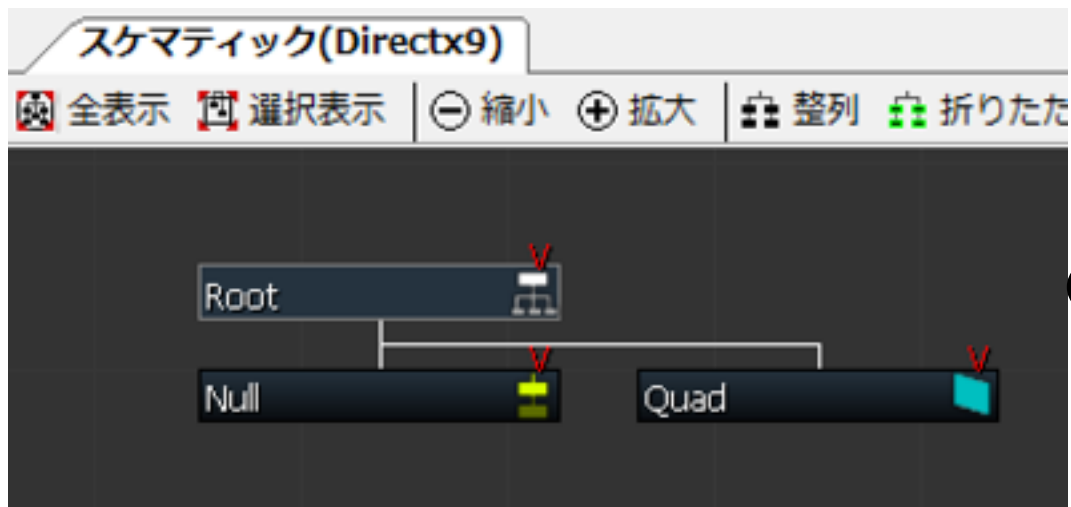 スケマティック(Directx9)
全表示 選択表示 縮小 拡大 整列 折りたた
V
Root
V V
Null Quad